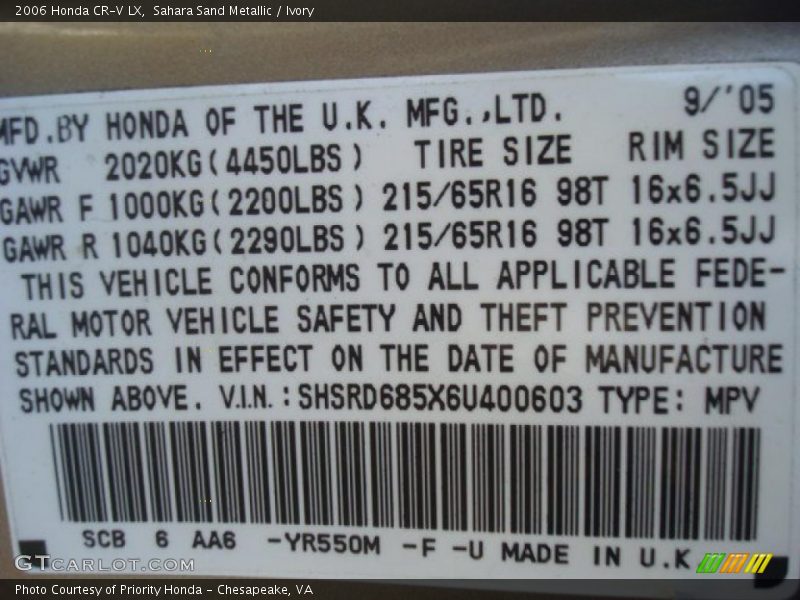 2006 Honda CR-V LX, Sahara Sand Metallic / Ivory
MFD.BY HONDA OF THE U.K. MFG.,LTD. 9/'05
GVWR 2020KG(4450LBS) TIRE SIZE RIM SIZE
GAWR F 1000KG(2200LBS) 215/65R16 98T 16x6.5JJ
GAWR R 1040KG(2290LBS) 215/65R16 98T 16x6.5JJ
THIS VEHICLE CONFORMS TO ALL APPLICABLE FEDE-
RAL MOTOR VEHICLE SAFETY AND THEFT PREVENTION
STANDARDS IN EFFECT ON THE DATE OF MANUFACTURE
SHOWN ABOVE. V.I.N.:SHSRD685X6U400603 TYPE: MPV
SCB 6 AA6 -YR550M -F -U MADE IN U.K
GTCARLOT.COM
Photo Courtesy of Priority Honda - Chesapeake, VA